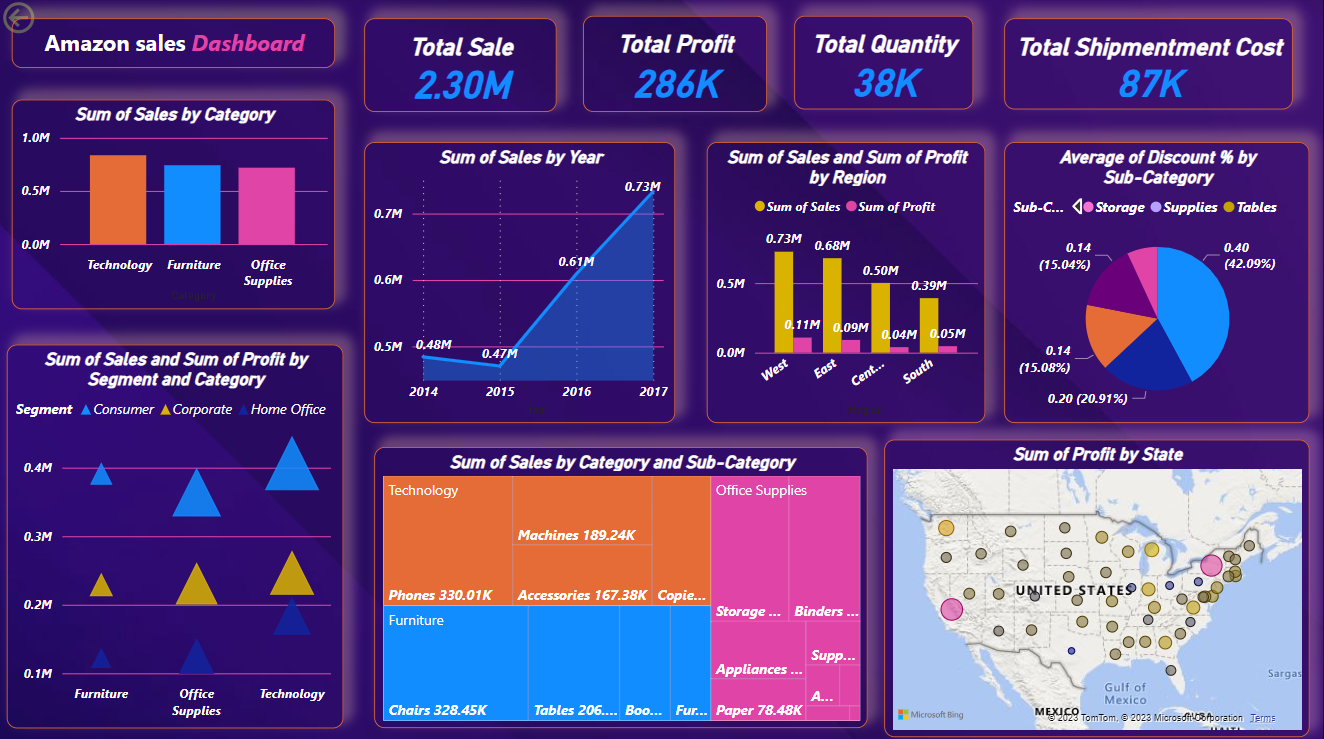 Amazon sales Dashboard
Total Sale
2.30M
Total Profit
286K
Total Quantity
38K
Total Shipmentment Cost
87K
Sum of Sales by Category
1.0M
0.5M
0.0M
Technology
Furniture
Office
Supplies
Category
Sum of Sales by Year
0.7M
0.6M
0.5M
0.48M
0.47M
0.61M
0.73M
2014
2015
2016
2017
Year
Sum of Sales and Sum of Profit
by Region
Sum of Sales
Sum of Profit
0.5M
0.0M
0.73M
0.11M
0.68M
0.09M
0.50M
0.04M
0.39M
0.05M
West
East
Cent...
South
Region
Average of Discount % by
Sub-Category
Sub-C...
Storage
Supplies
Tables
0.14
(15.04%)
0.40
(42.09%)
0.14
(15.08%)
0.20 (20.91%)
Sum of Sales and Sum of Profit by
Segment and Category
Segment
Consumer
Corporate
Home Office
0.4M
0.3M
0.2M
0.1M
Furniture
Office
Supplies
Technology
Sum of Sales by Category and Sub-Category
Technology
Phones 330.01K
Machines 189.24K
Accessories 167.38K
Copie...
Furniture
Chairs 328.45K
Tables 206....
Boo...
Fur...
Office Supplies
Storage ...
Binders ...
Appliances ...
Supp...
A...
Paper 78.48K
Sum of Profit by State
UNITED STATES
Gulf of
Mexico
Sargas
MEXICO
CUBA
HAITI
Microsoft Bing
© 2023 TomTom, © 2023 Microsoft Corporation Terms